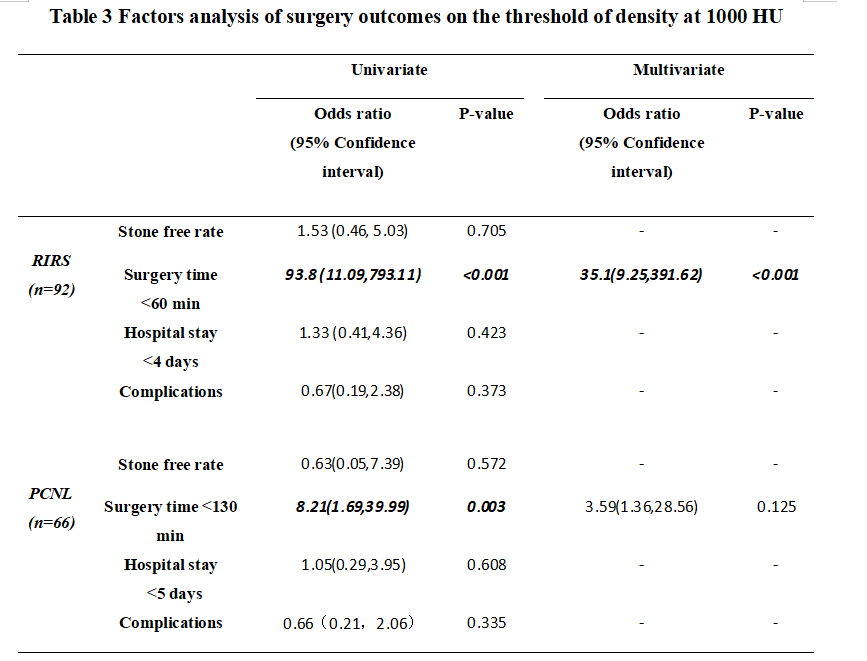 Table 3 Factors analysis of surgery outcomes on the threshold of density at 1000 HU
Univariate Multivariate
Odds ratio P-value Odds ratio P-value
(95% Confidence (95% Confidence
interval) interval)
Stone free rate 1.53 (0.46, 5.03) 0.705 - -
RIRS
Surgery time 93.8 (11.09,793.11) <0.001 35.1(9.25,391.62) <0.001
(n=92)
<60 min
Hospital stay 1.33 (0.41,4.36) 0.423 - -
<4 days
Complications 0.67(0.19,2.38) 0.373 - -
Stone free rate 0.63(0.05,7.39) 0.572 - -
PCNL
Surgery time <130 8.21(1.69,39.99) 0.003 3.59(1.36,28.56) 0.125
(n=66)
min
Hospital stay 1.05(0.29,3.95) 0.608 - -
<5 days
Complications 0.66（0.21，2.06） 0.335 - -